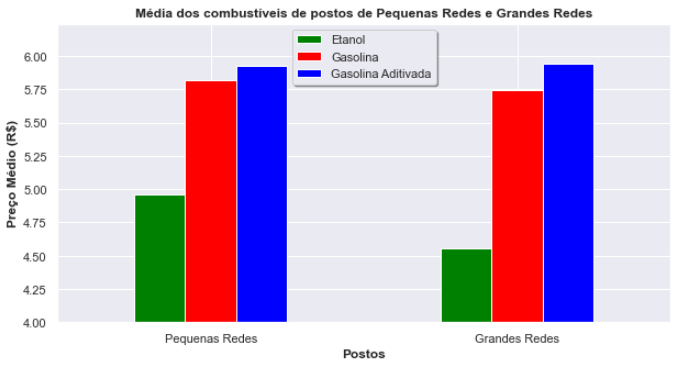 Média dos combustíveis de postos de Pequenas Redes e Grandes Redes
Etanol
Gasolina
Gasolina Aditivada
Preço Médio (R$)
6.00
5.75
5.50
5.25
5.00
4.75
4.50
4.25
4.00
Pequenas Redes
Grandes Redes
Postos